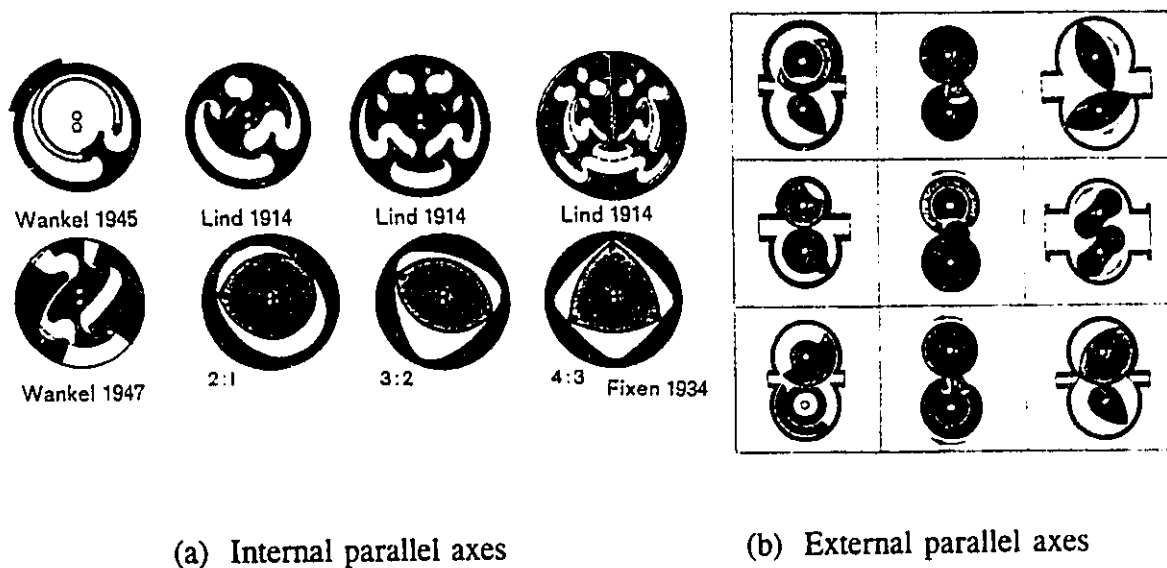 Wankel 1945
Lind 1914
Lind 1914
Lind 1914
Wankel 1947
2:1
3:2
4:3
Fixen 1934
(a) Internal parallel axes
(b) External parallel axes